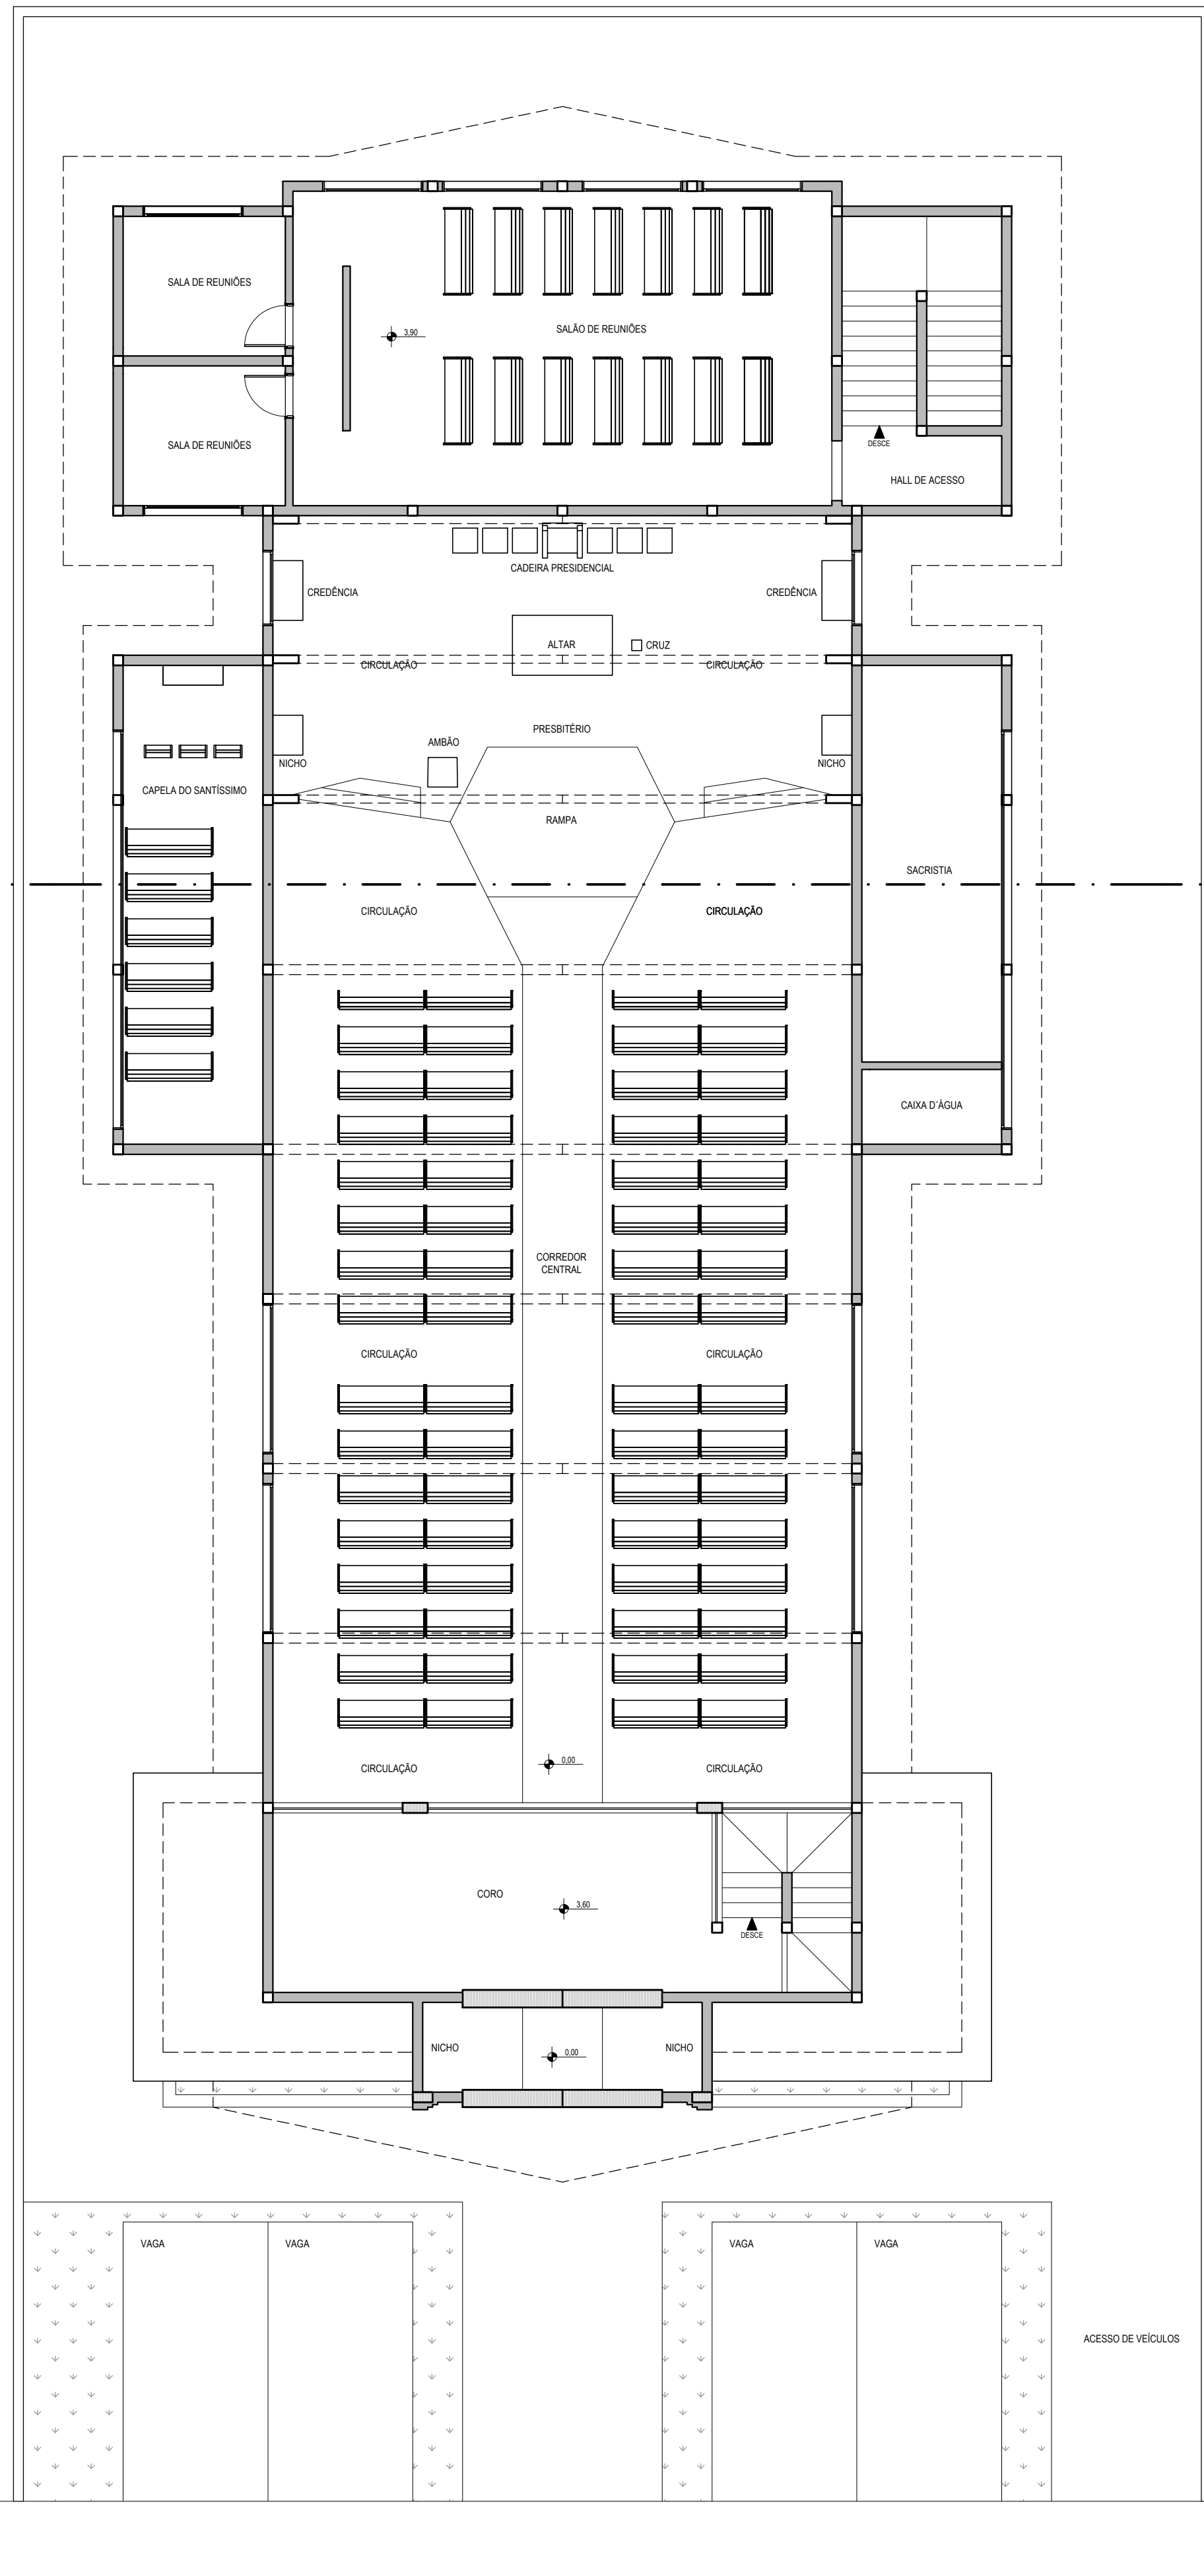 SALA DE REUNIÕES
3,90
SALÃO DE REUNIÕES
DESCE
SALA DE REUNIÕES
HALL DE ACESSO
CADEIRA PRESIDENCIAL
CREDÊNCIA
CREDÊNCIA
ALTAR
CRUZ
CIRCULAÇÃO
CIRCULAÇÃO
PRESBITÉRIO
AMBÃO
NICHO
NICHO
CAPELA DO SANTÍSSIMO
RAMPA
SACRISTIA
CIRCULAÇÃO
CIRCULAÇÃO
CAIXA D´ÁGUA
CORREDOR
CENTRAL
CIRCULAÇÃO
CIRCULAÇÃO
0,00
CIRCULAÇÃO
CIRCULAÇÃO
CORO
3,60
DESCE
NICHO
0,00
NICHO
VAGA
VAGA
VAGA
VAGA
ACESSO DE VEÍCULOS